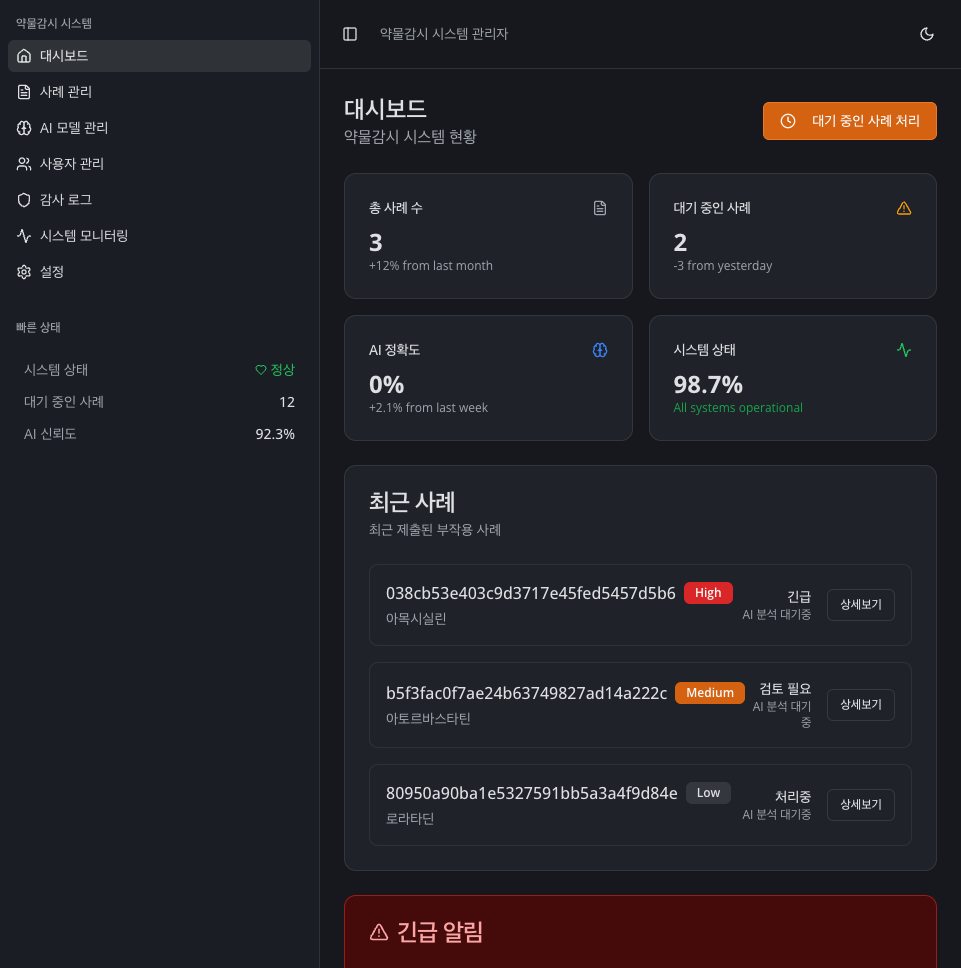 약물감시 시스템
대시보드
사례 관리
AI 모델 관리
사용자 관리
감사 로그
시스템 모니터링
설정
빠른 상태
시스템 상태 정상
대기 중인 사례 12
AI 신뢰도 92.3%
약물감시 시스템 관리자
대시보드
약물감시 시스템 현황
대기 중인 사례 처리
총 사례 수
3
+12% from last month
대기 중인 사례
2
-3 from yesterday
AI 정확도
0%
+2.1% from last week
시스템 상태
98.7%
All systems operational
최근 사례
최근 제출된 부작용 사례
038cb53e403c9d3717e45fed5457d5b6 High
아목시실린
긴급
AI 분석 대기중
상세보기
b5f3fac0f7ae24b63749827ad14a222c Medium
아토르바스타틴
검토 필요
AI 분석 대기
중
상세보기
80950a90ba1e5327591bb5a3a4f9d84e Low
로라타딘
처리중
AI 분석 대기중
상세보기
긴급 알림